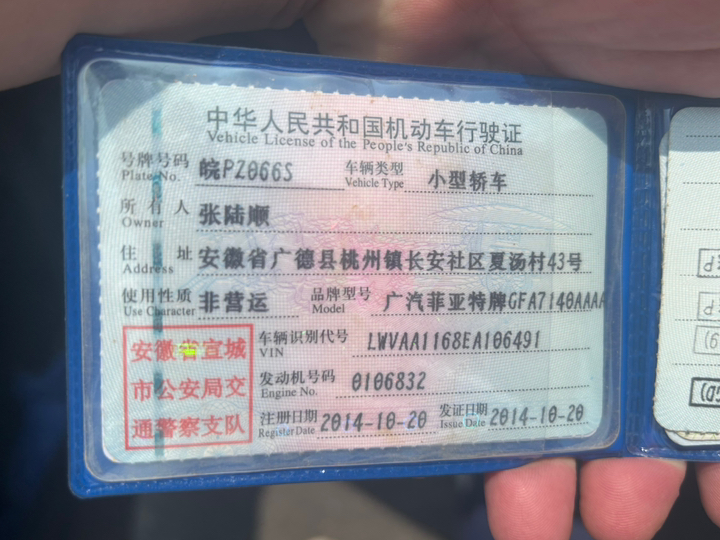 中华人民共和国机动车行驶证
Vehicle License of the People's Republic of China
号牌号码 Plate No. 皖PZ066S 车辆类型 Vehicle Type 小型轿车
所有人 Owner 张陆顺
住址 Address 安徽省广德县桃州镇长安社区夏汤村43号
使用性质 Use Character 非营运 品牌型号 Model 广汽菲亚特牌GFA7140AAAA
车辆识别代号 VIN LWVAA1168EA106491
发动机号码 Engine No. 0106832
注册日期 Register Date 2014-10-20 发证日期 Issue Date 2014-10-20
安徽省宣城
市公安局交
通警察支队